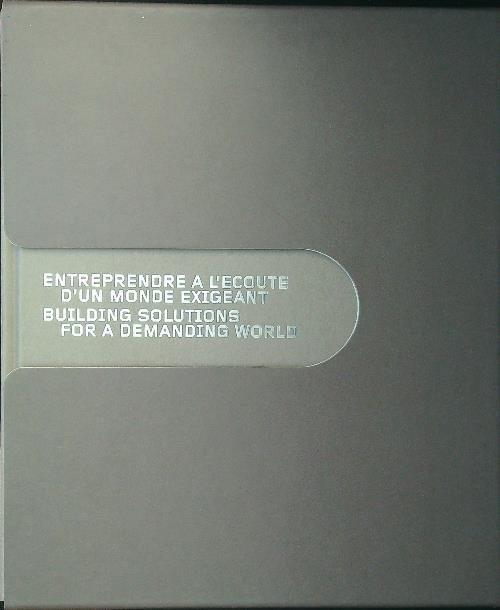 ENTREPRENDRE A L'ECOUTE
D'UN MONDE EXIGEANT
BUILDING SOLUTIONS
FOR A DEMANDING WORLD